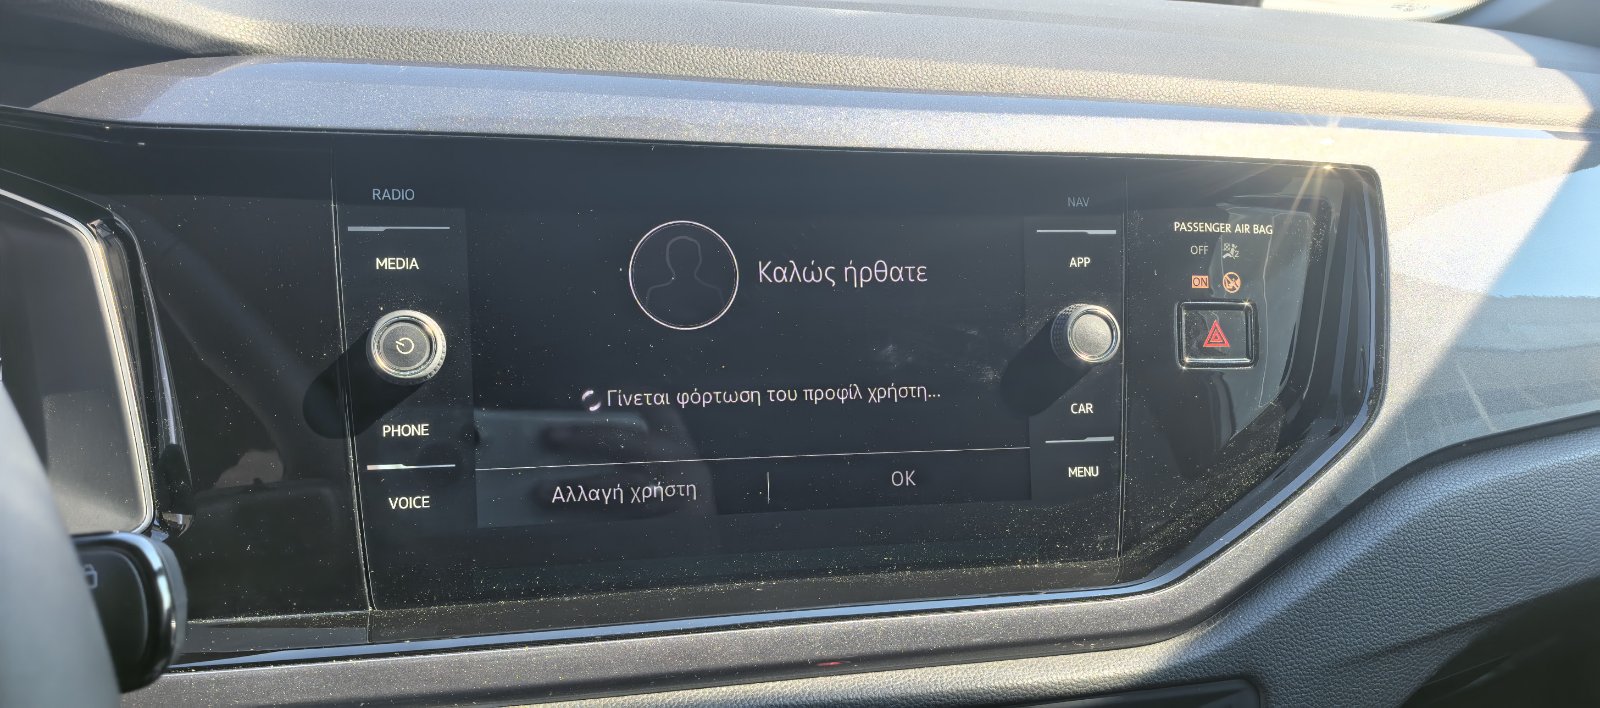 RADIO
MEDIA
PHONE
VOICE
Καλώς ήρθατε
Γίνεται φόρτωση του προφίλ χρήστη...
Αλλαγή χρήστη
OK
NAV
APP
CAR
MENU
PASSENGER AIR BAG
OFF
ON